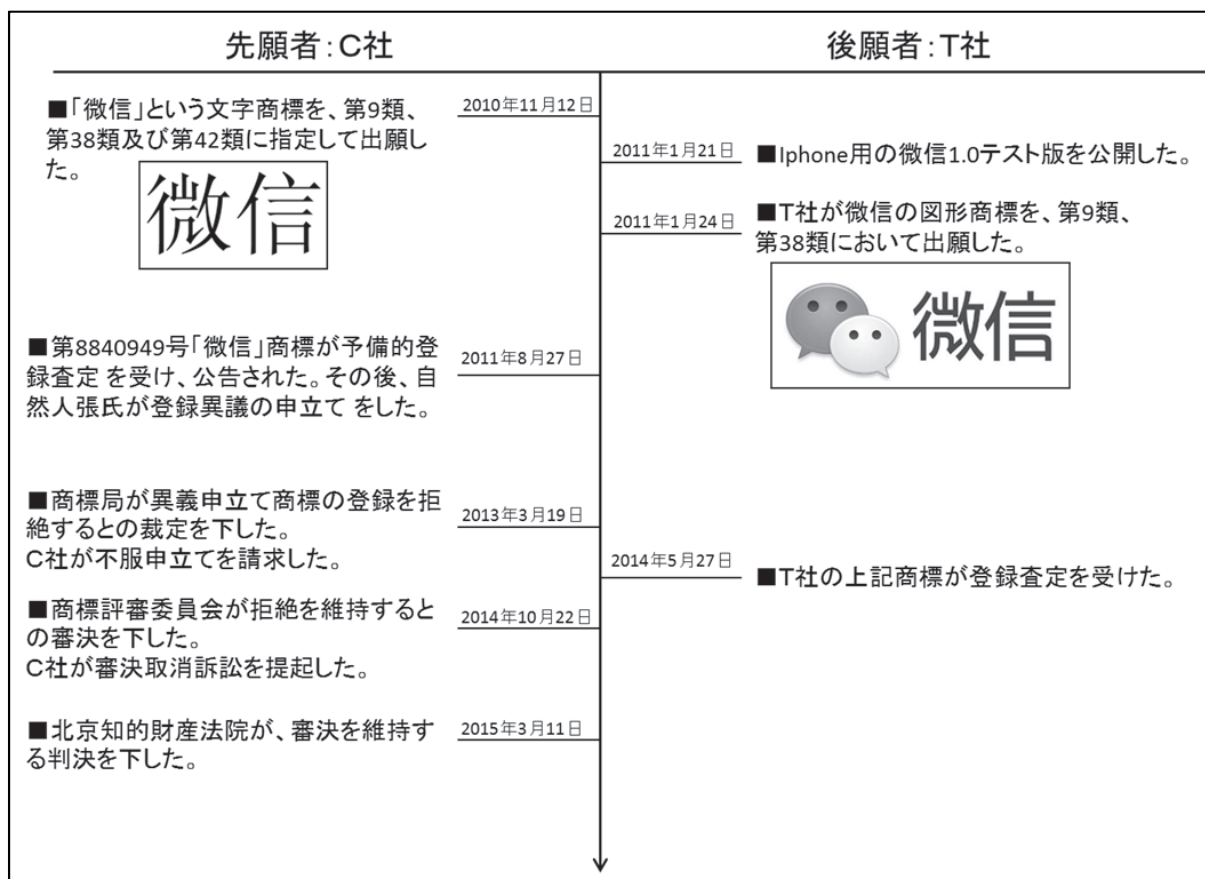 先願者:C社
後願者:T社
■「微信」という文字商標を、第9類、
第38類及び第42類に指定して出願し
た。
微信
2010年11月12日
2011年1月21日
■Iphone用の微信1.0テスト版を公開した。
2011年1月24日
■T社が微信の図形商標を、第9類、
第38類において出願した。
微信
■第8840949号「微信」商標が予備的登
録査定 を受け、公告された。その後、自
然人張氏が登録異議の申立て をした。
2011年8月27日
■商標局が異義申立て商標の登録を拒
絶するとの裁定を下した。
C社が不服申立てを請求した。
2013年3月19日
2014年5月27日
■T社の上記商標が登録査定を受けた。
■商標評審委員会が拒絶を維持すると
の審決を下した。
C社が審決取消訴訟を提起した。
2014年10月22日
■北京知的財産法院が、審決を維持す
る判決を下した。
2015年3月11日